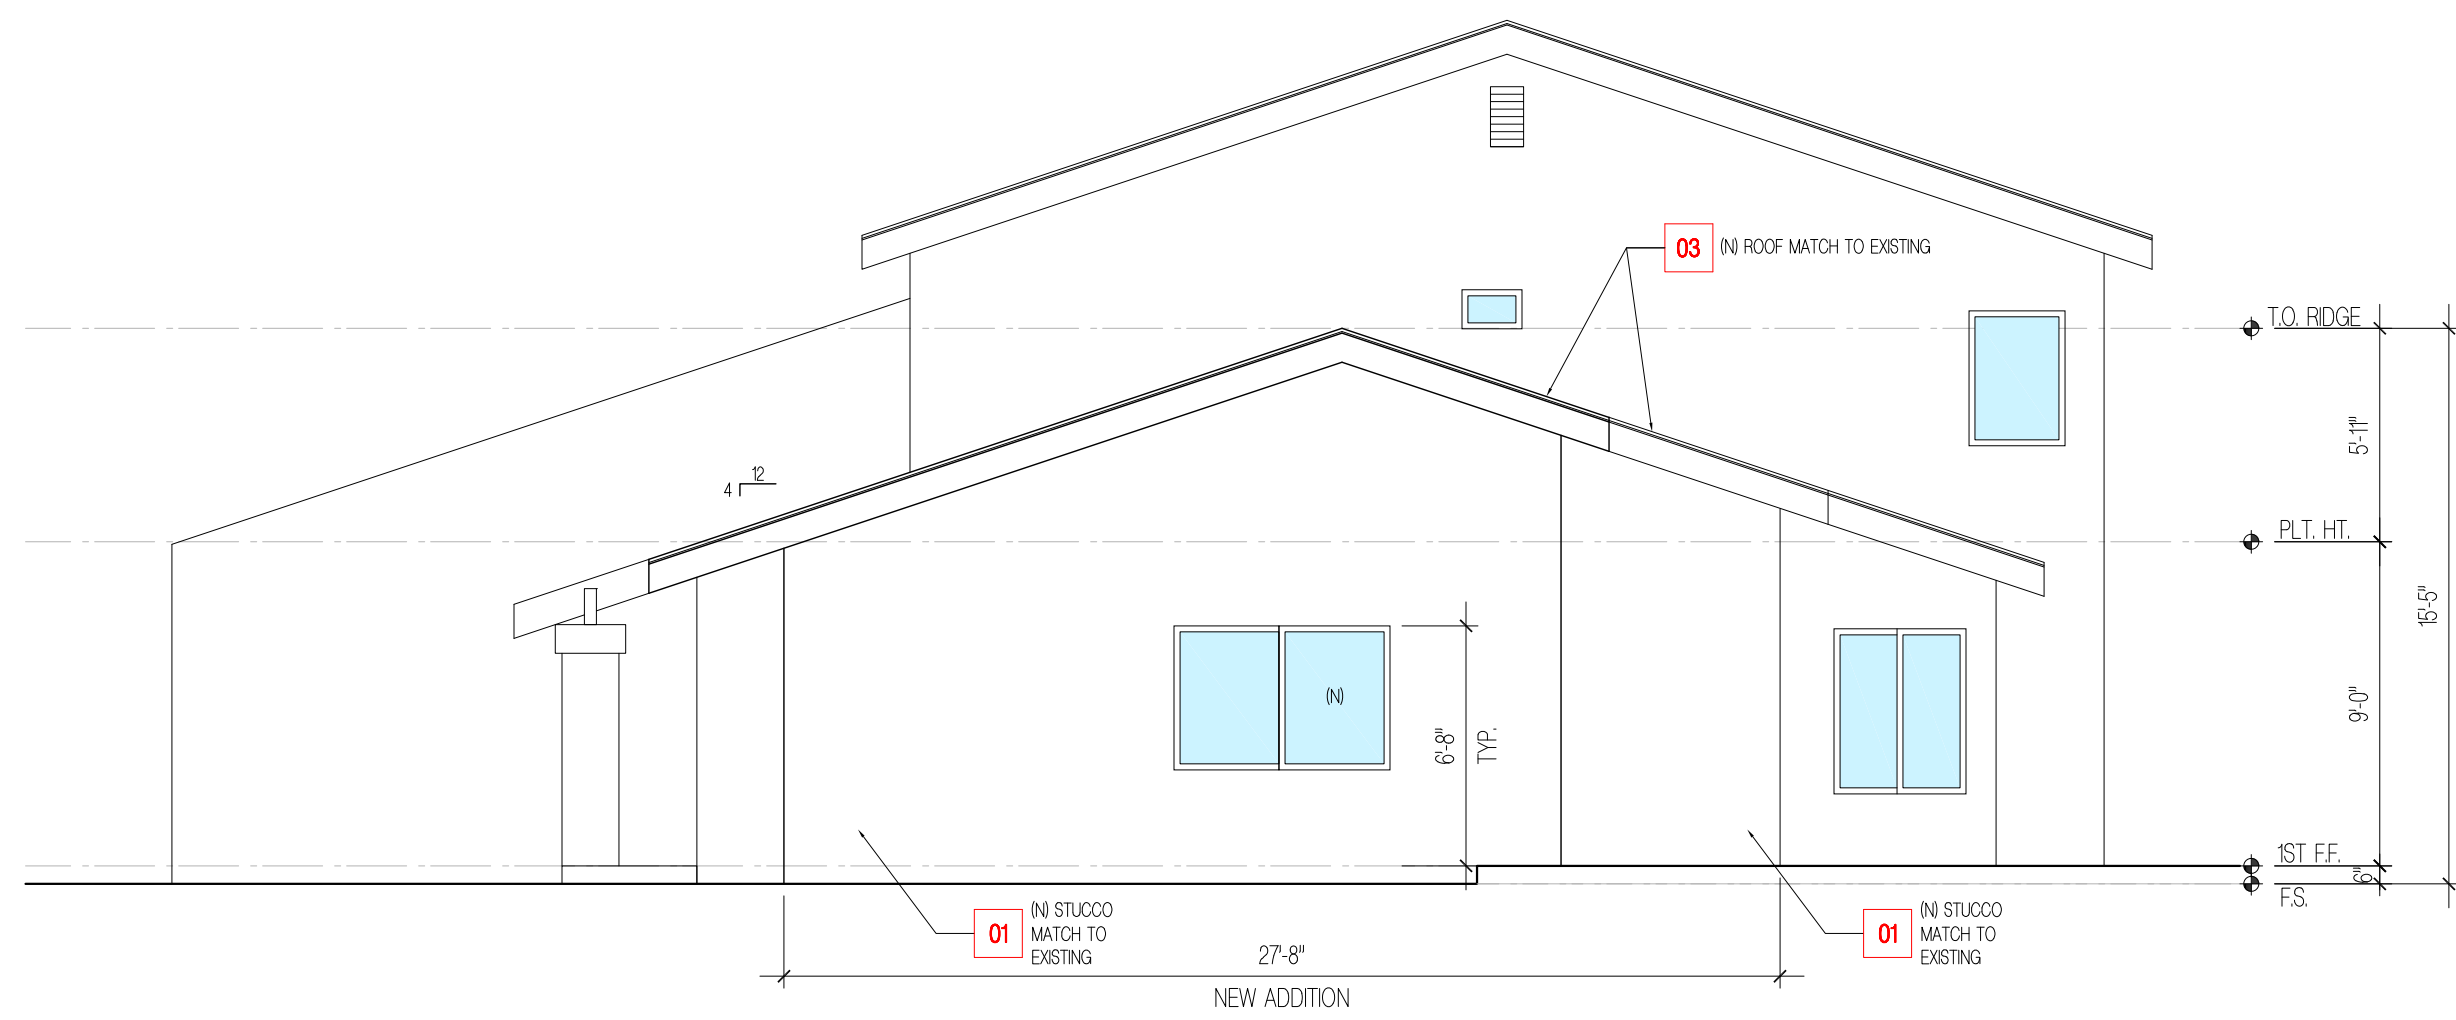 03 (N) ROOF MATCH TO EXISTING
T.O. RIDGE
5'-11"
12
4
PLT. HT.
15'-5"
(N)
6'-8"
TYP.
9'-0"
1ST F.F.
6"
F.S.
01
(N) STUCCO
MATCH TO
EXISTING
01
(N) STUCCO
MATCH TO
EXISTING
27'-8"
NEW ADDITION